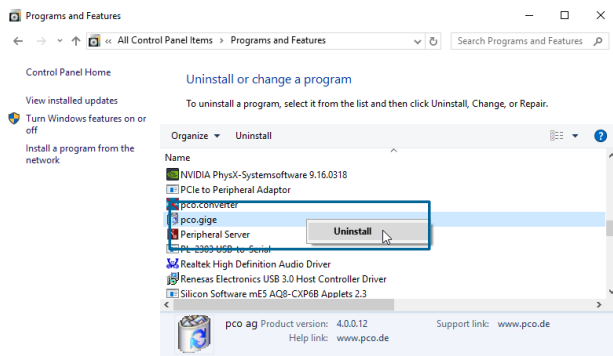 Programs and Features
« All Control Panel Items > Programs and Features
Search Programs and Features
Control Panel Home
View installed updates
Turn Windows features on or
off
Install a program from the
network
Uninstall or change a program
To uninstall a program, select it from the list and then click Uninstall, Change, or Repair.
Organize Uninstall
Name
NVIDIA PhysX-Systemsoftware 9.16.0318
PCIe to Peripheral Adaptor
pco.converter
pco.gige
Peripheral Server
Uninstall
PL-2303 USB-to-Serial
Realtek High Definition Audio Driver
Renesas Electronics USB 3.0 Host Controller Driver
Silicon Software mE5 AQ8-CXP6B Applets 2.3
pco ag Product version: 4.0.0.12 Support link: www.pco.de
Help link: www.pco.de